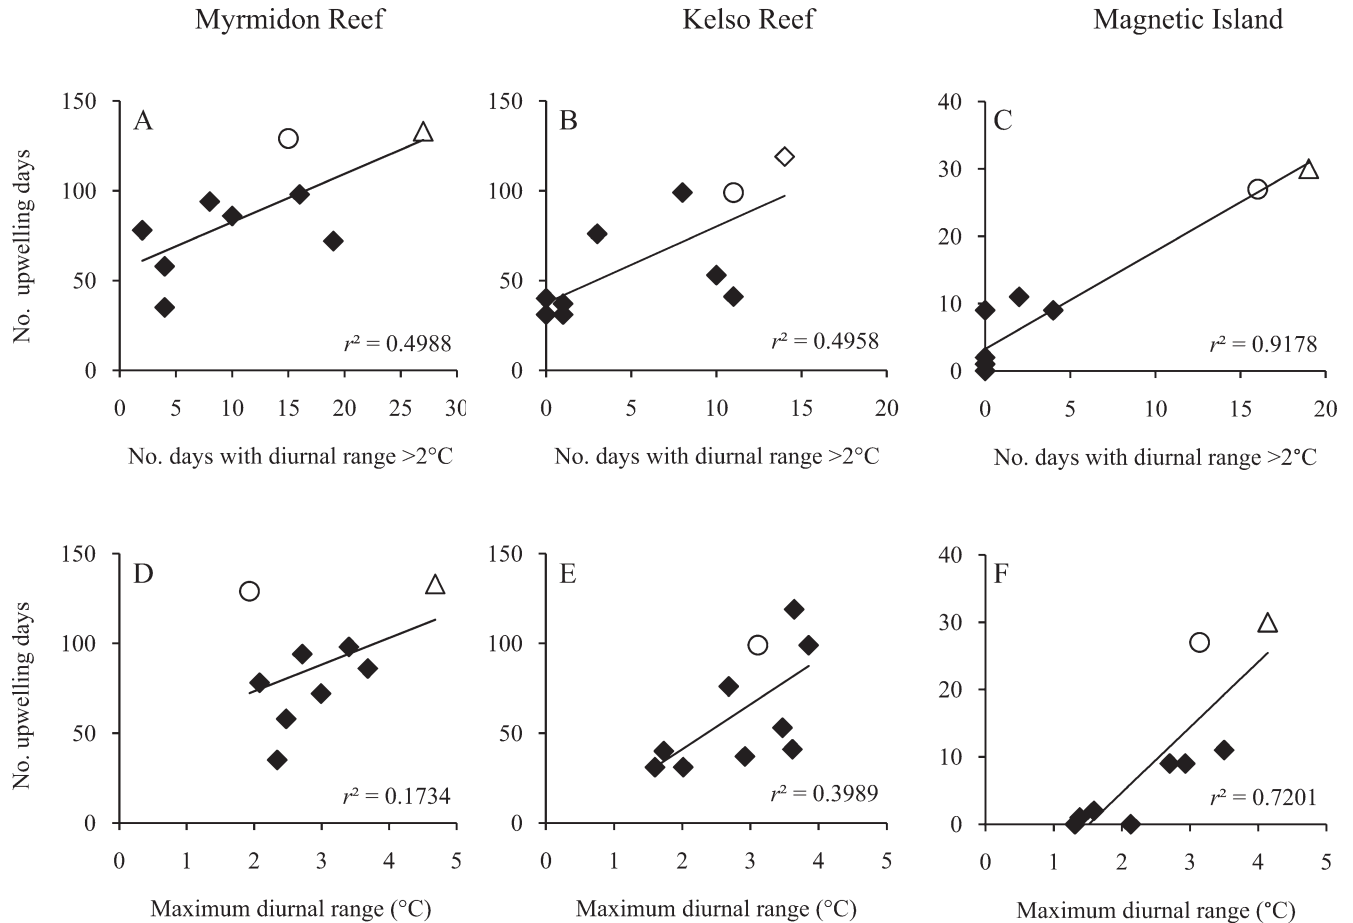 Myrmidon Reef Kelso Reef Magnetic Island
A
No. upwelling days
150
100
50
0
r² = 0.4988
0 5 10 15 20 25 30
No. days with diurnal range >2°C
B
150
100
50
0
r² = 0.4958
0 5 10 15 20
No. days with diurnal range >2°C
C
40
30
20
10
0
r² = 0.9178
0 5 10 15 20
No. days with diurnal range >2°C
D
No. upwelling days
150
100
50
0
r² = 0.1734
0 2 3 4 5
Maximum diurnal range (°C)
E
150
100
50
0
r² = 0.3989
0 1 2 3 4 5
Maximum diurnal range (°C)
F
40
30
20
10
0
r² = 0.7201
0 1 2 3 4 5
Maximum diurnal range (°C)